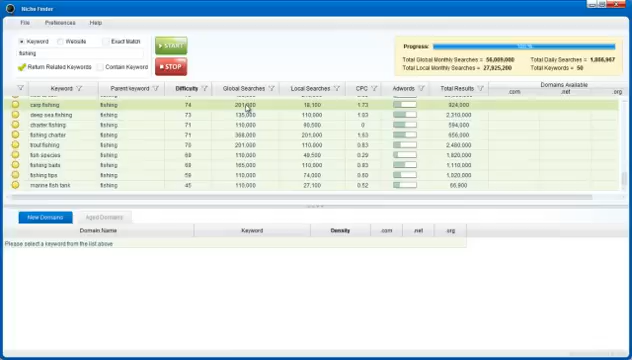 Niche Finder
File Preferences Help
Keyword Website Exact Match
fishing
Return Related Keywords Contain Keyword
START
STOP
Progress:
Total Global Monthly Searches = 56,009,000 Total Daily Searches = 1,866,967
Total Local Monthly Searches = 27,925,280 Total Keywords = 50
Keyword Parent keyword Difficulty Global Searches Local Searches CPC Adwords Total Results Domains Available
.com .net .org
carp fishing fishing 74 201,000 18,100 1.73 924,000
deep sea fishing fishing 73 135,000 110,000 1.03 2,310,000
charter fishing fishing 71 110,000 90,500 0 594,000
fishing charter fishing 71 368,000 201,000 1.53 656,000
trout fishing fishing 70 201,000 110,000 0.83 2,480,000
fish species fishing 68 110,000 49,500 0.29 1,820,000
fishing baits fishing 68 165,000 110,000 0.83 1,110,000
fishing tips fishing 59 110,000 74,000 0.60 1,020,000
marine fish tank fishing 45 110,000 27,100 0.52 66,900
New Domains Aged Domains
Domain Name Keyword Density .com .net .org
Please select a keyword from the list above